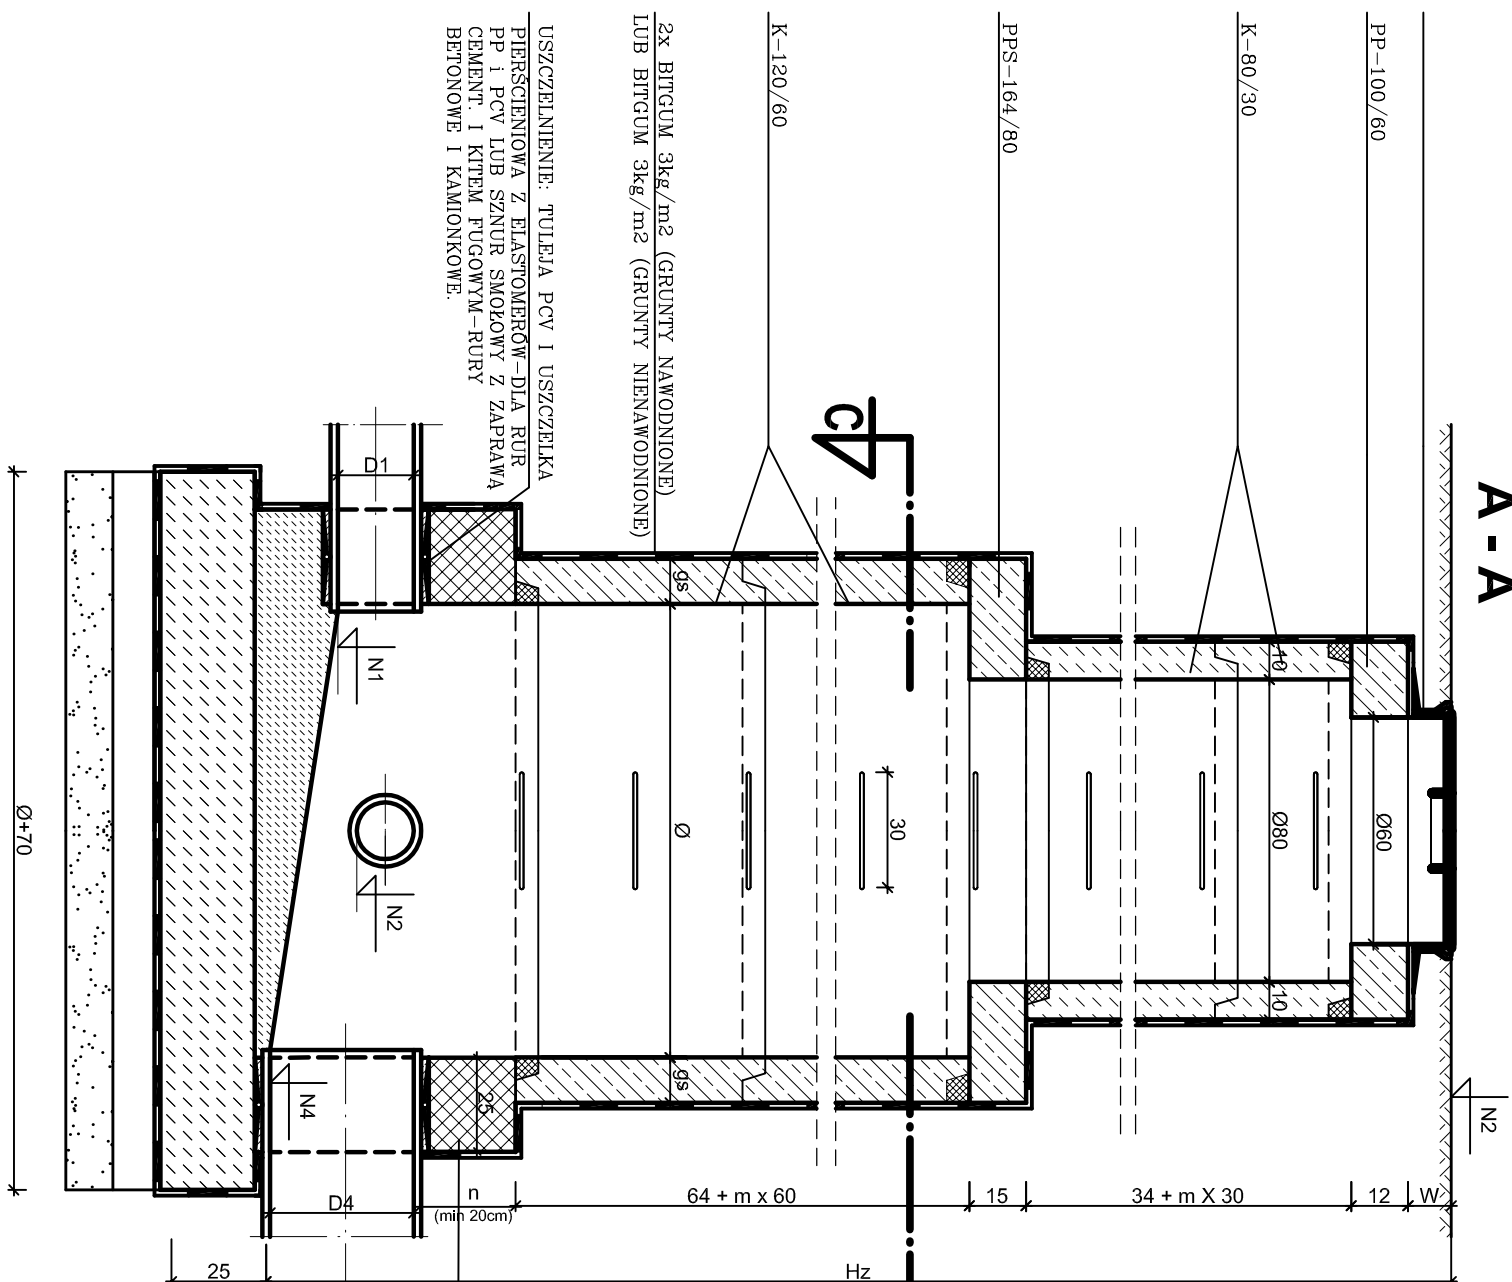 A - A
PP-100/60
K-80/30
PPS-164/80
K-120/60
2x BITGUM 3kg/m2 (GRUNTY NAWODNIONE)
LUB BITGUM 3kg/m2 (GRUNTY NIENAWODNIONE)
USZCZELNIENIE: TULEJA PCV I USZCZELKA
PIERŚCIENIOWA Z ELASTOMERÓW-DLA RUR
PP i PCV LUB SZNUR SMOŁOWY Z ZAPRAWĄ
CEMENT. I KITEM FUGOWYM-RURY
BETONOWE I KAMIONKOWE.
C
D1
gs
10
N1
Ø
30
Ø80
Ø60
N2
10
gs
25
N4
N2
Ø+70
D4
n
(min 20cm)
64 + m x 60
15
34 + m X 30
12
W
25
Hz